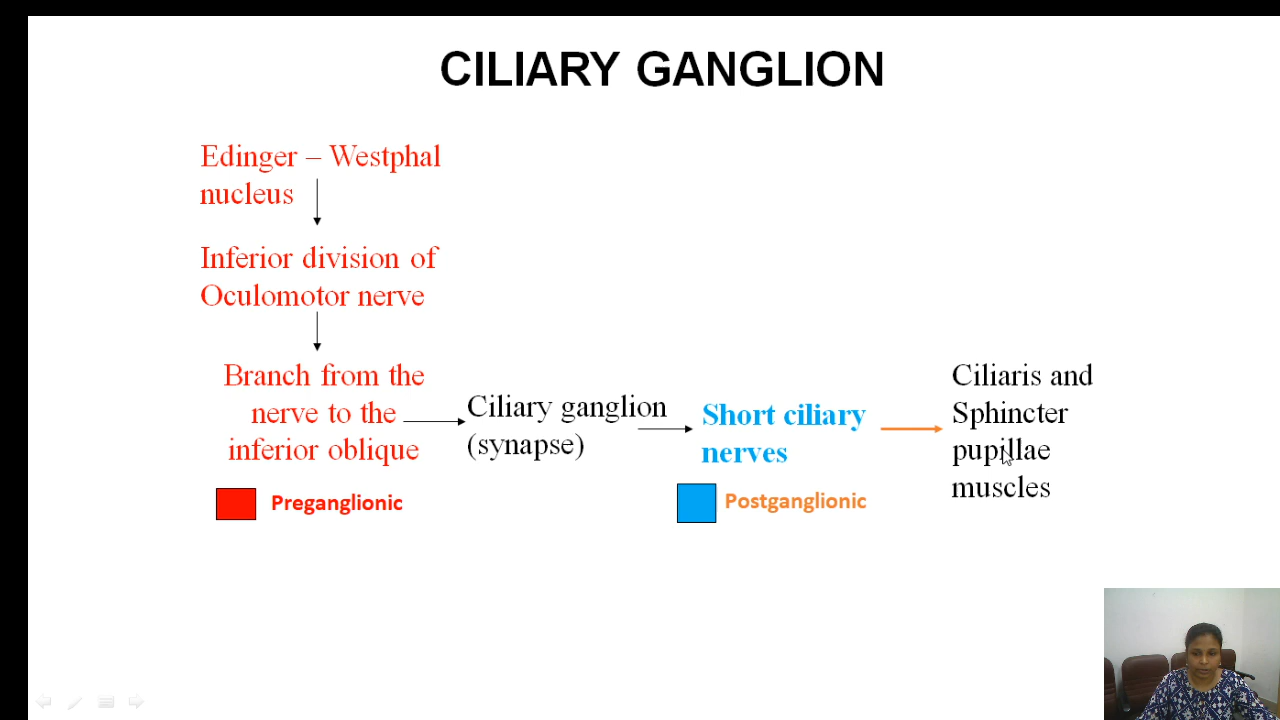 CILIARY GANGLION
Edinger – Westphal
nucleus
Inferior division of
Oculomotor nerve
Branch from the
nerve to the
inferior oblique
Ciliary ganglion
(synapse)
Short ciliary
nerves
Ciliaris and
Sphincter
pupillae
muscles
Preganglionic
Postganglionic